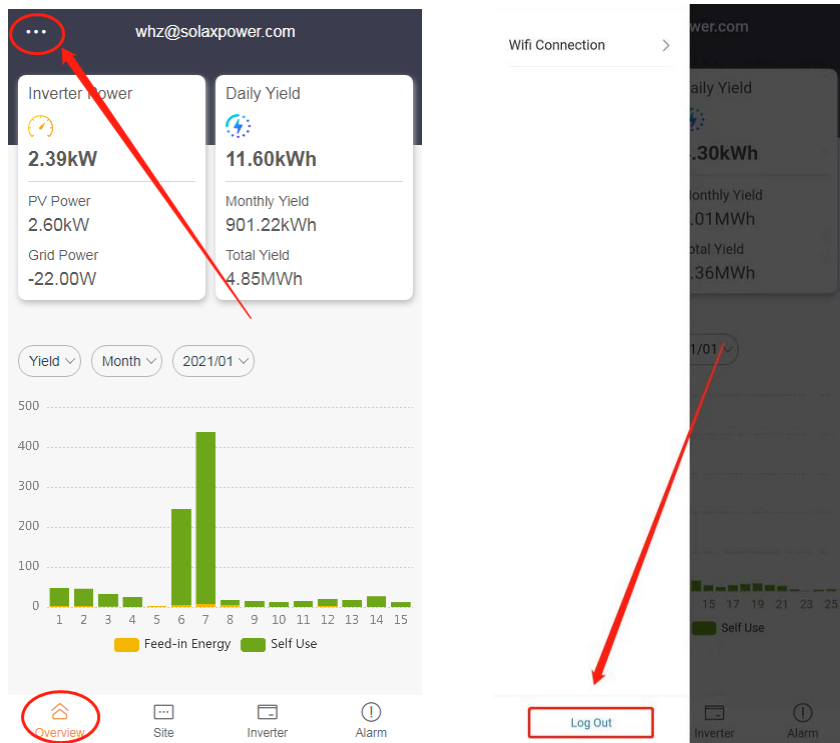 whz@solaxpower.com
Inverter Power
2.39kW
PV Power
2.60kW
Grid Power
-22.00W
Daily Yield
11.60kWh
Monthly Yield
901.22kWh
Total Yield
4.85MWh
Yield
Month
2021/01
500
400
300
200
100
0
1 2 3 4 5 6 7 8 9 10 11 12 13 14 15
Feed-in Energy
Self Use
Overview
Site
Inverter
Alarm
Wifi Connection
Log Out
wer.com
aily Yield
.30kWh
onthly Yield
.01MWh
otal Yield
.36MWh
1/01
15 17 19 21 23 25
Self Use
Inverter
Alarm